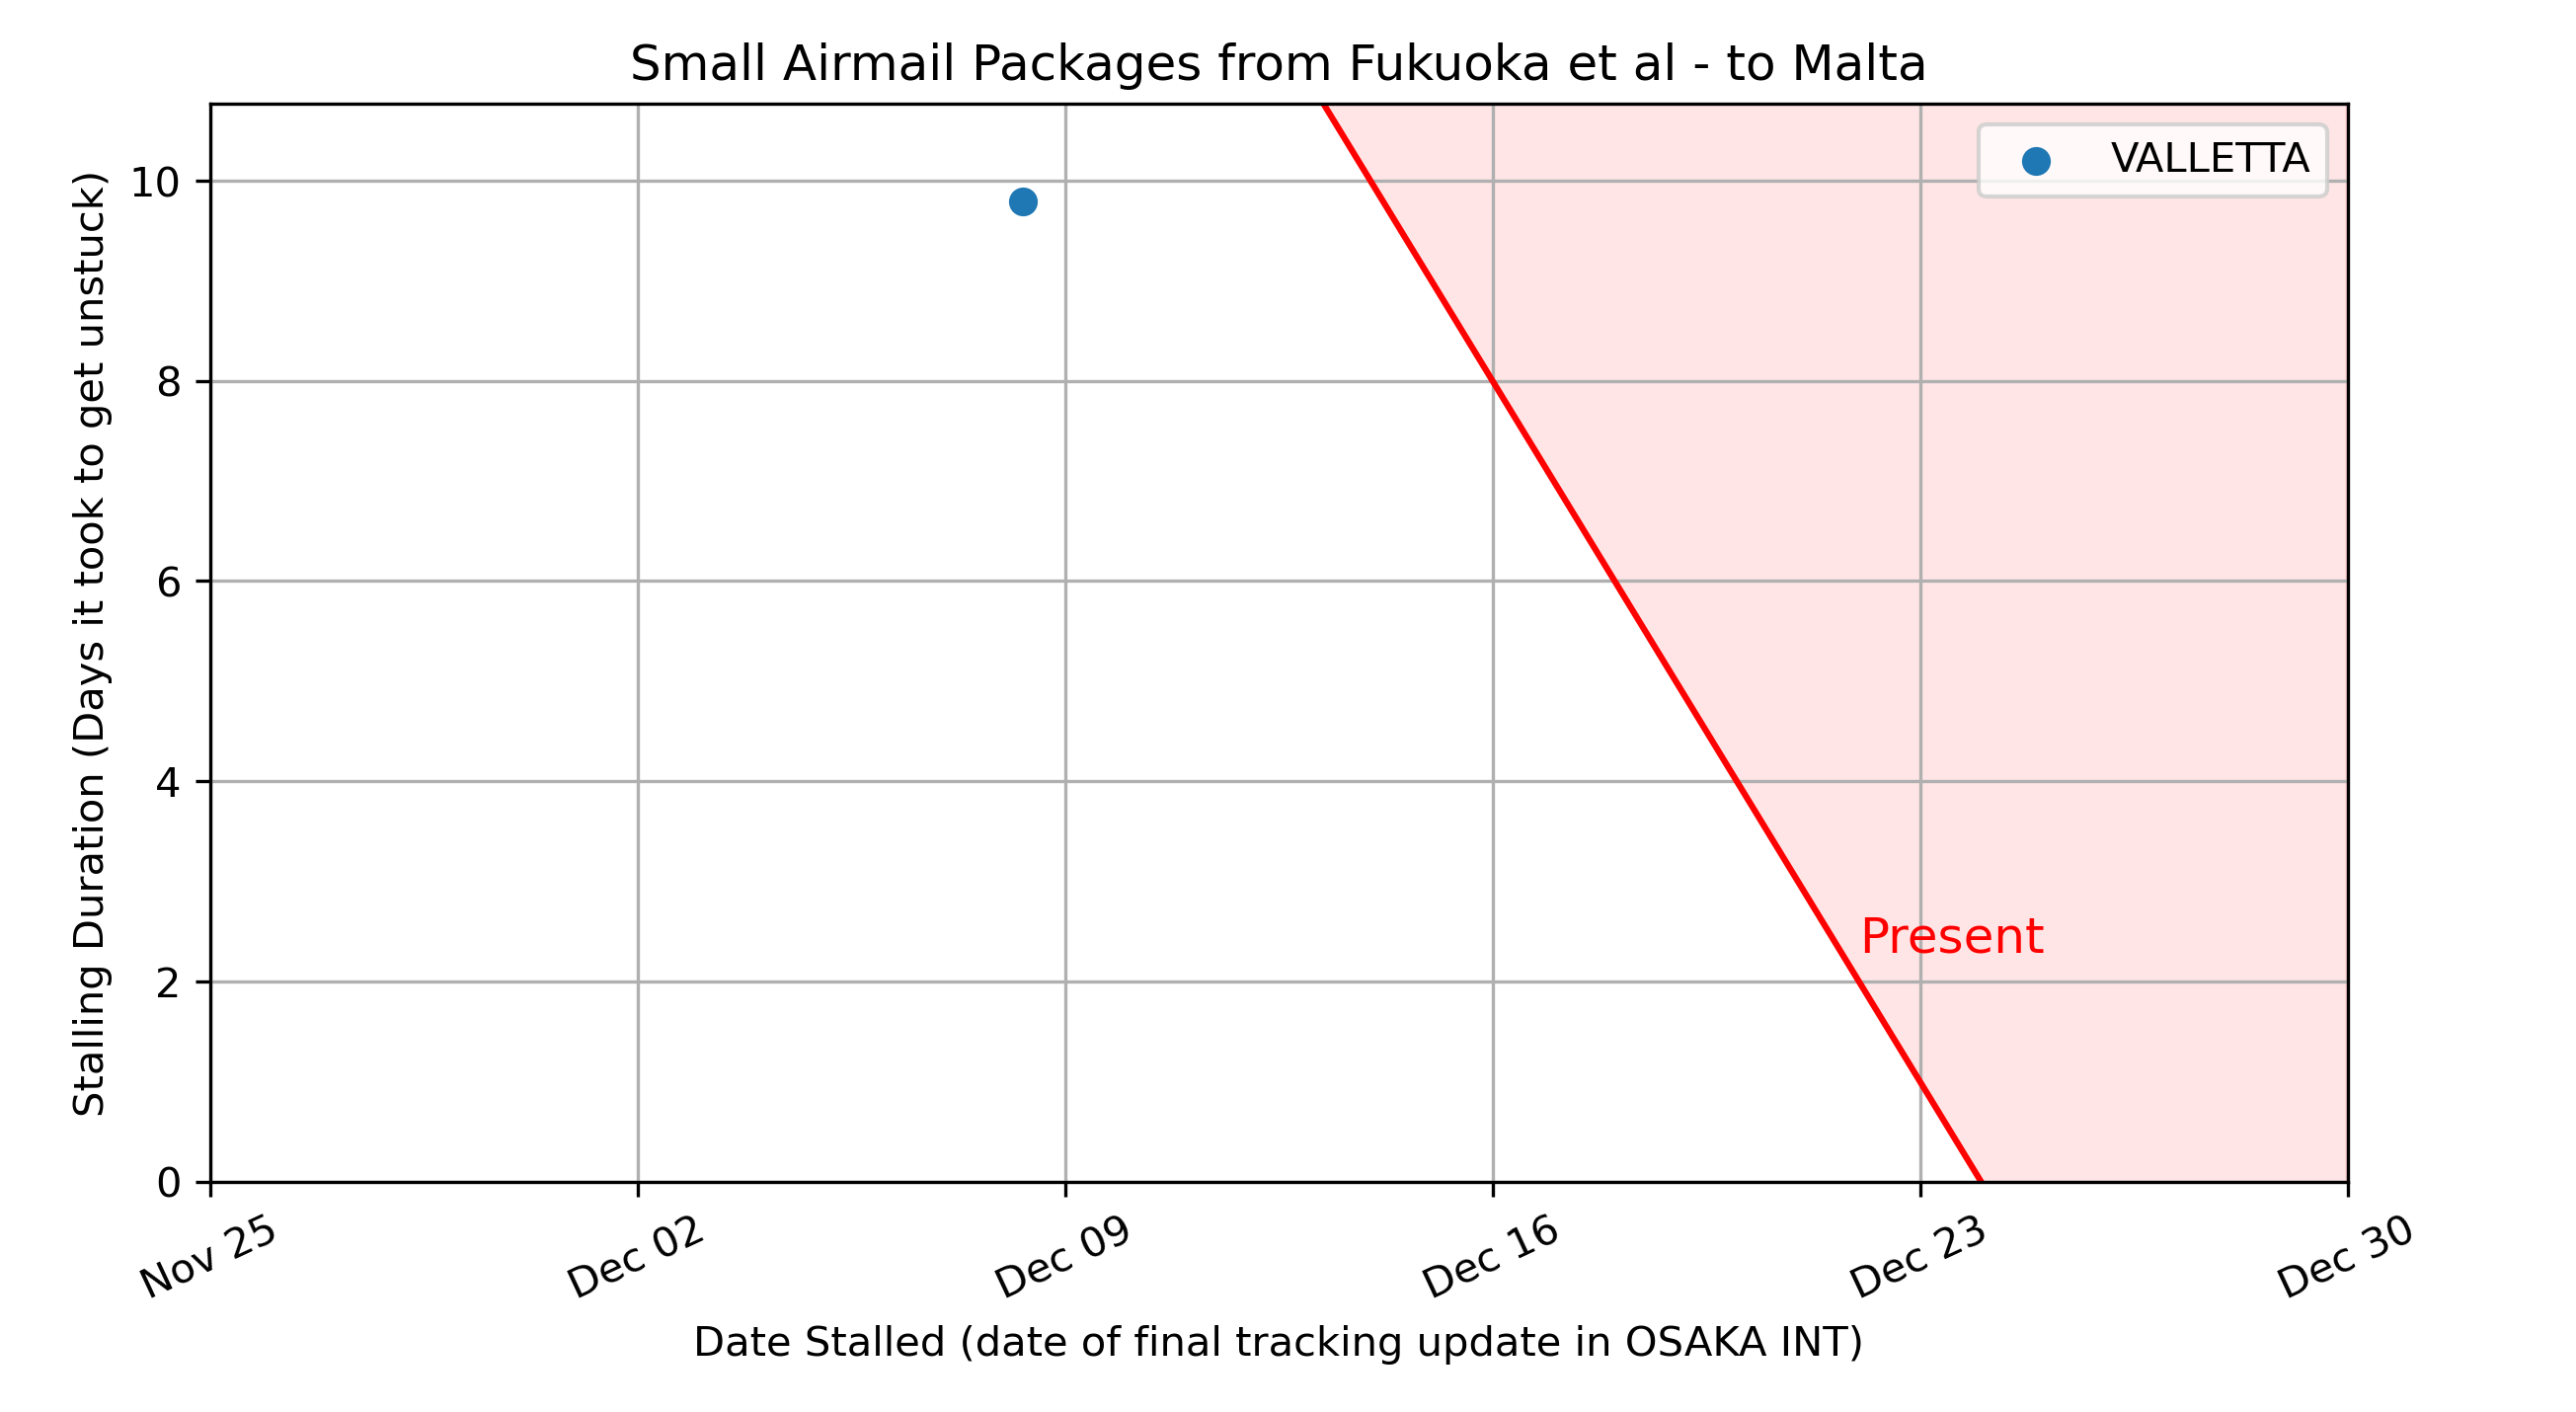 Small Airmail Packages from Fukuoka et al - to Malta
VALLETTA
Stalling Duration (Days it took to get unstuck)
10
8
6
4
2
0
Present
Nov 25
Dec 02
Dec 09
Dec 16
Dec 23
Dec 30
Date Stalled (date of final tracking update in OSAKA INT)